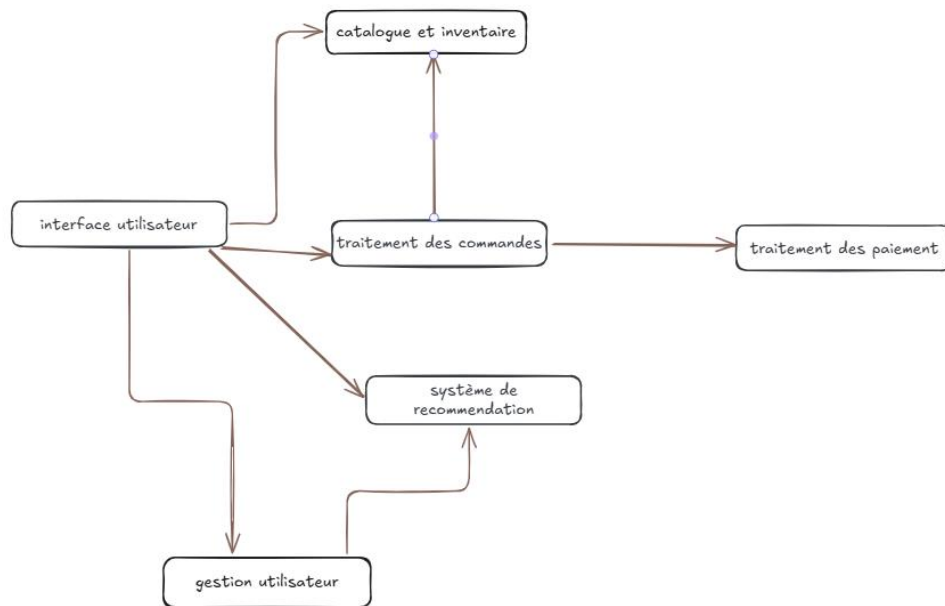 catalogue et inventaire
interface utilisateur
traitement des commandes
traitement des paiement
système de
recommendation
gestion utilisateur